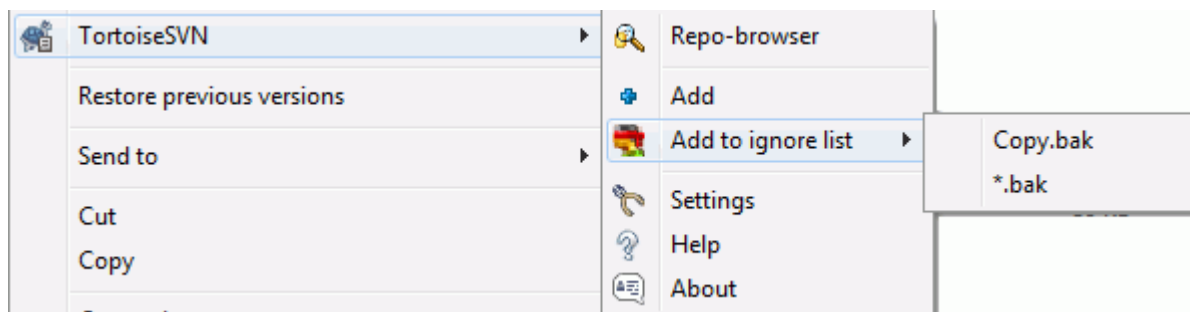 TortoiseSVN
Restore previous versions
Send to
Cut
Copy
Repo-browser
Add
Add to ignore list
Settings
Help
About
Copy.bak
*.bak